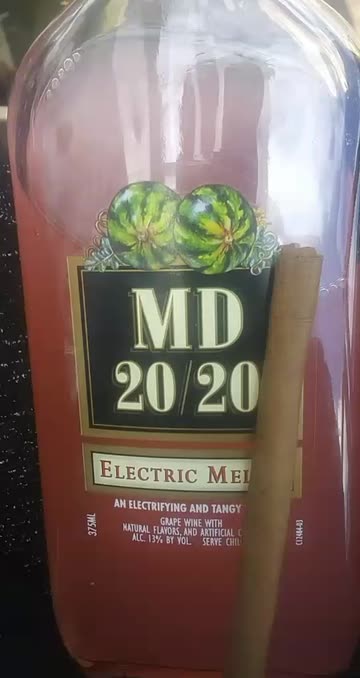 MD
20/20
ELECTRIC MEL
AN ELECTRIFYING AND TANGY
GRAPE WINE WITH
NATURAL FLAVORS, AND ARTIFICIAL C
ALC. 13% BY VOL. SERVE CHIL
375ML